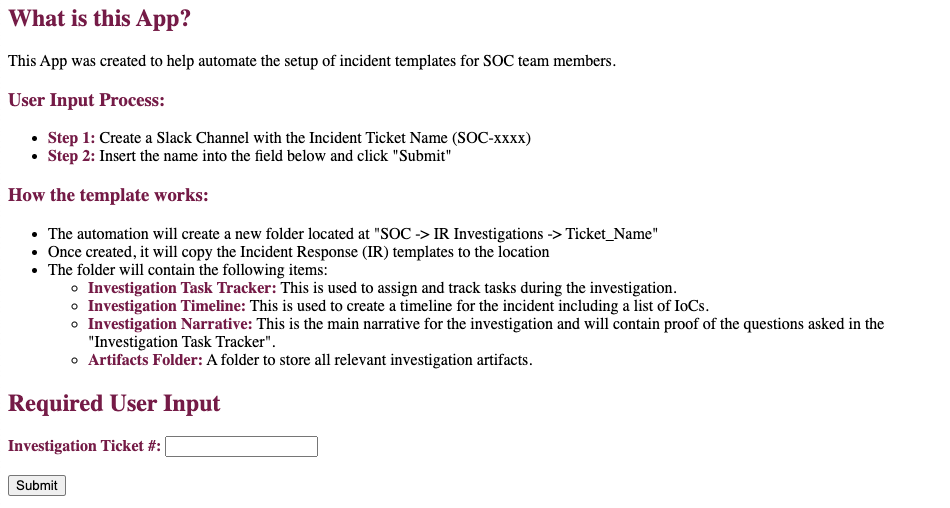 What is this App?
This App was created to help automate the setup of incident templates for SOC team members.
User Input Process:
Step 1: Create a Slack Channel with the Incident Ticket Name (SOC-xxxx)
Step 2: Insert the name into the field below and click "Submit"
How the template works:
The automation will create a new folder located at "SOC -> IR Investigations -> Ticket_Name"
Once created, it will copy the Incident Response (IR) templates to the location
The folder will contain the following items:
Investigation Task Tracker: This is used to assign and track tasks during the investigation.
Investigation Timeline: This is used to create a timeline for the incident including a list of IoCs.
Investigation Narrative: This is the main narrative for the investigation and will contain proof of the questions asked in the
"Investigation Task Tracker".
Artifacts Folder: A folder to store all relevant investigation artifacts.
Required User Input
Investigation Ticket #:
Submit